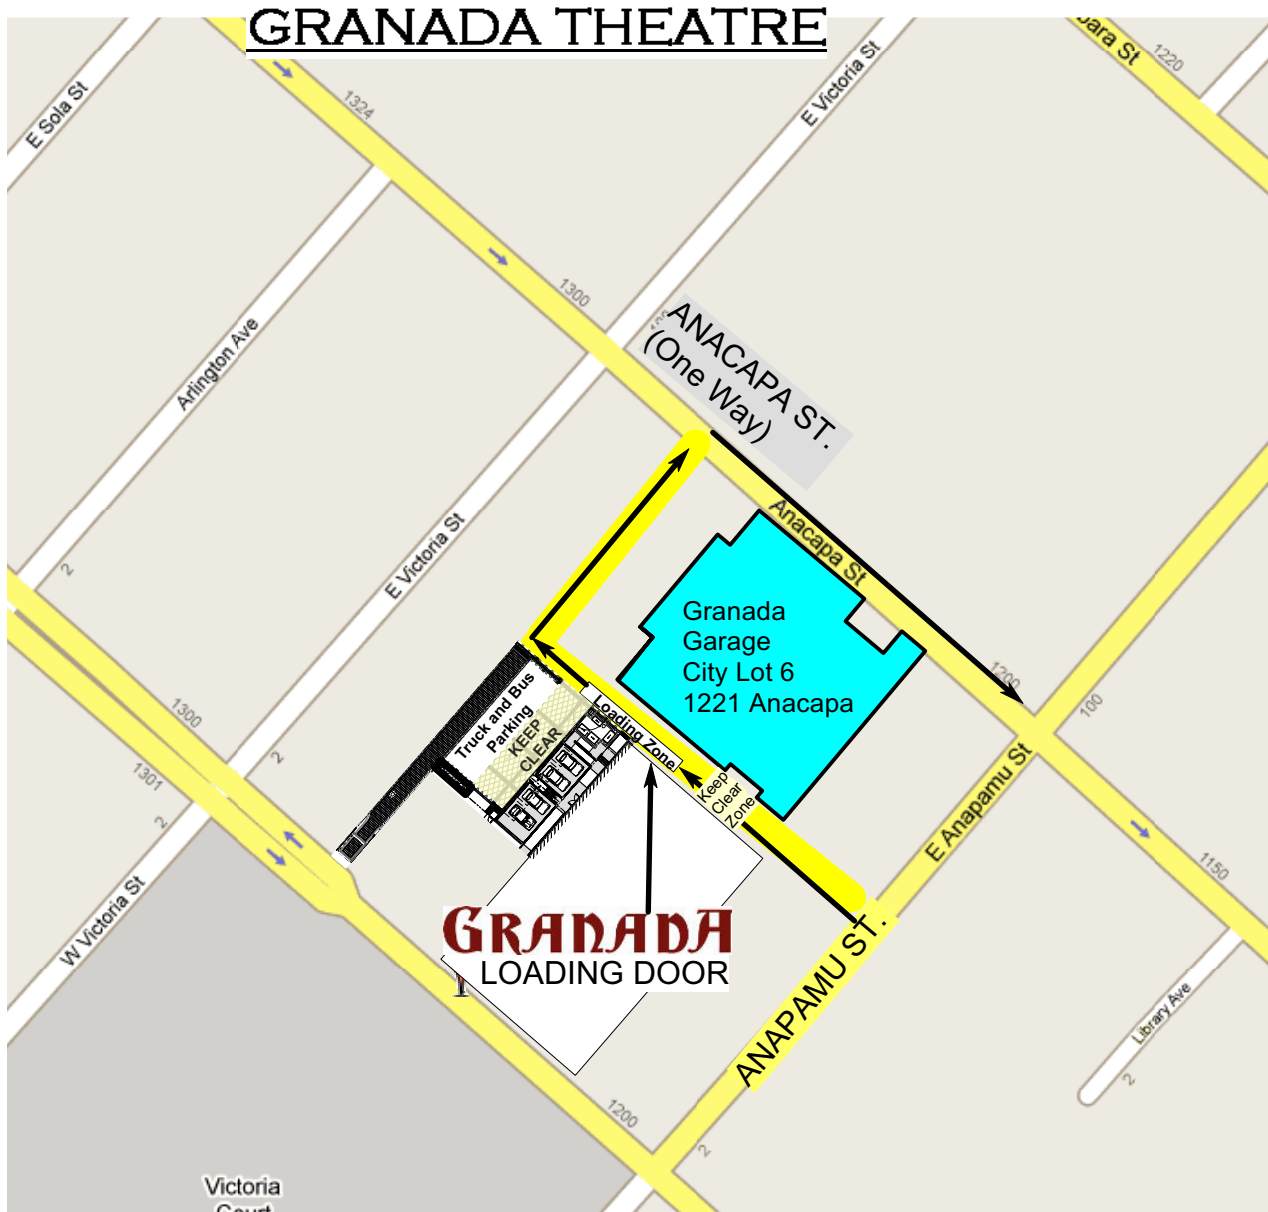 GRANADA THEATRE
bara St
1220
E Sola St
1324
E Victoria St
1300
ANACAPA ST.
(One Way)
Arlington Ave
Anacapa St
E Victoria St
2
Granada
Garage
City Lot 6
1221 Anacapa
1200
100
Truck and Bus
Parking
KEEP
CLEAR
Loading Zone
Keep
Clear
Zone
1300
1301
2
2
E Anapamu St
1150
W Victoria St
GRANADA
LOADING DOOR
ANAPAMU ST.
Library Ave
2
1200
2
Victoria
Court